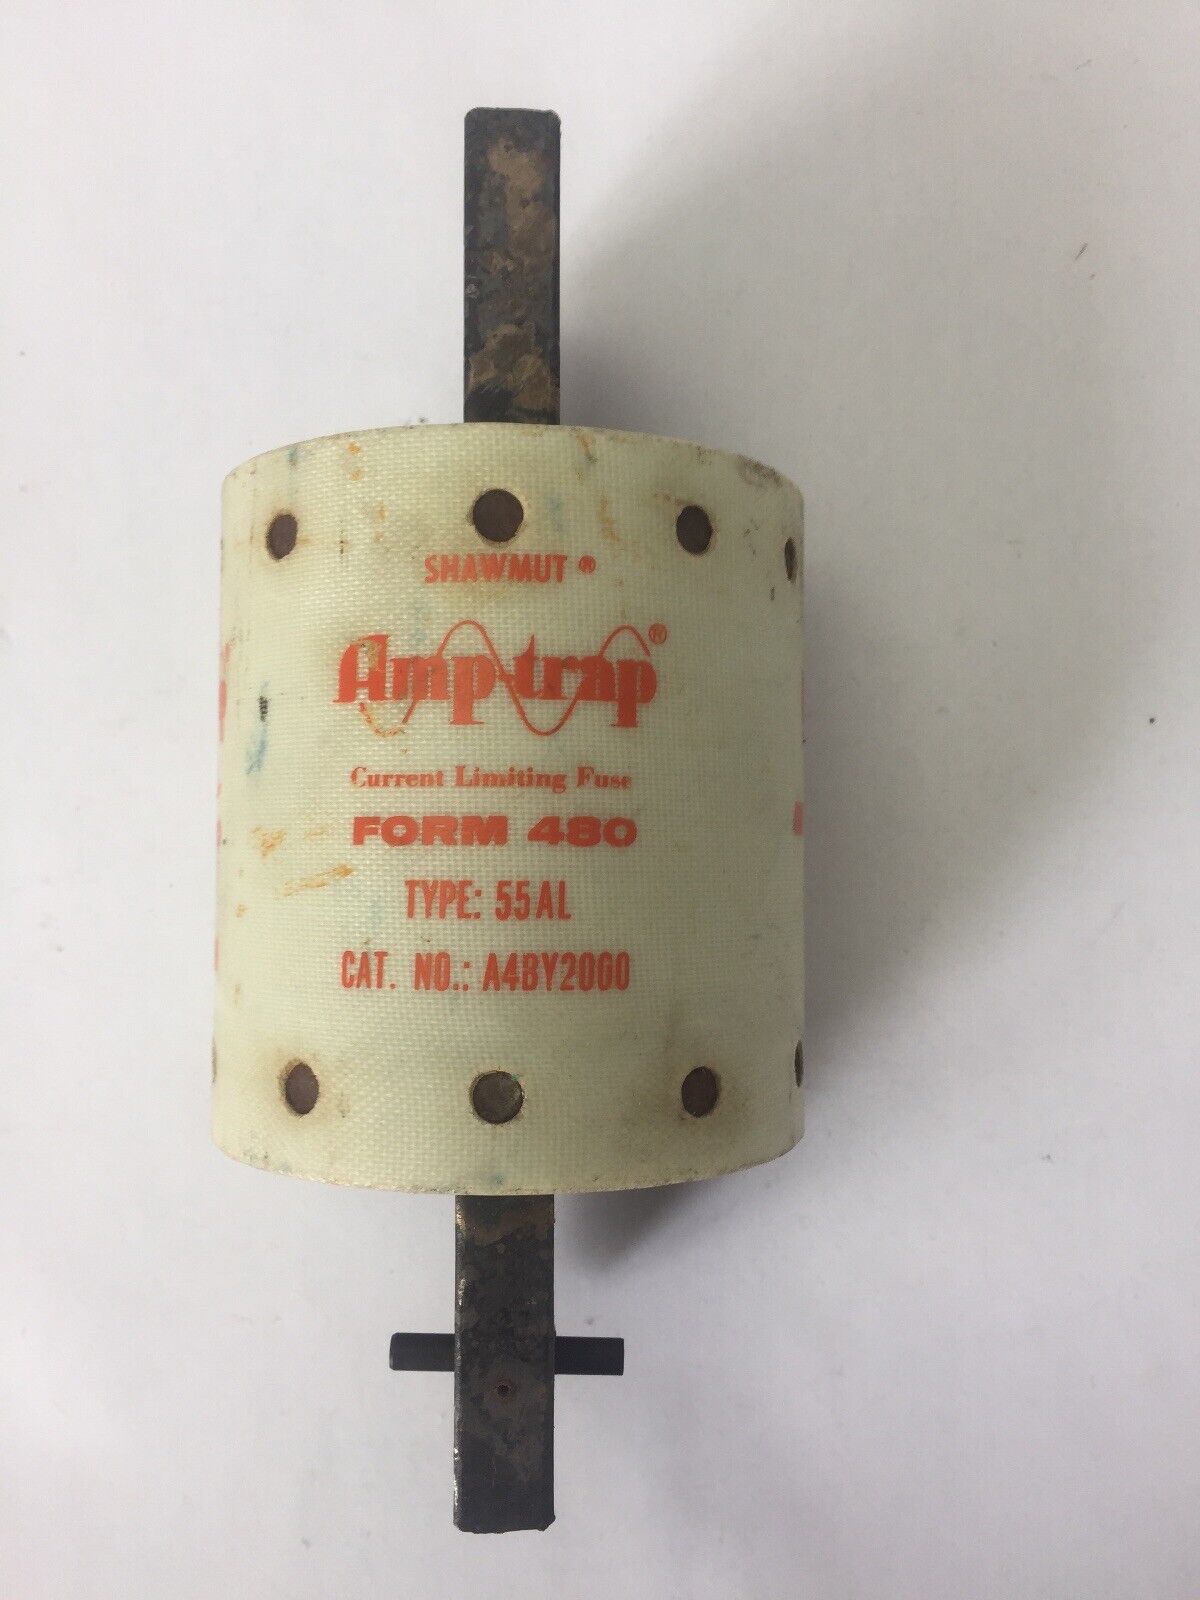 SHAWMUT ®
Amp-trap ®
Current Limiting Fuse
FORM 480
TYPE: 55AL
CAT. NO.: A4BY2000